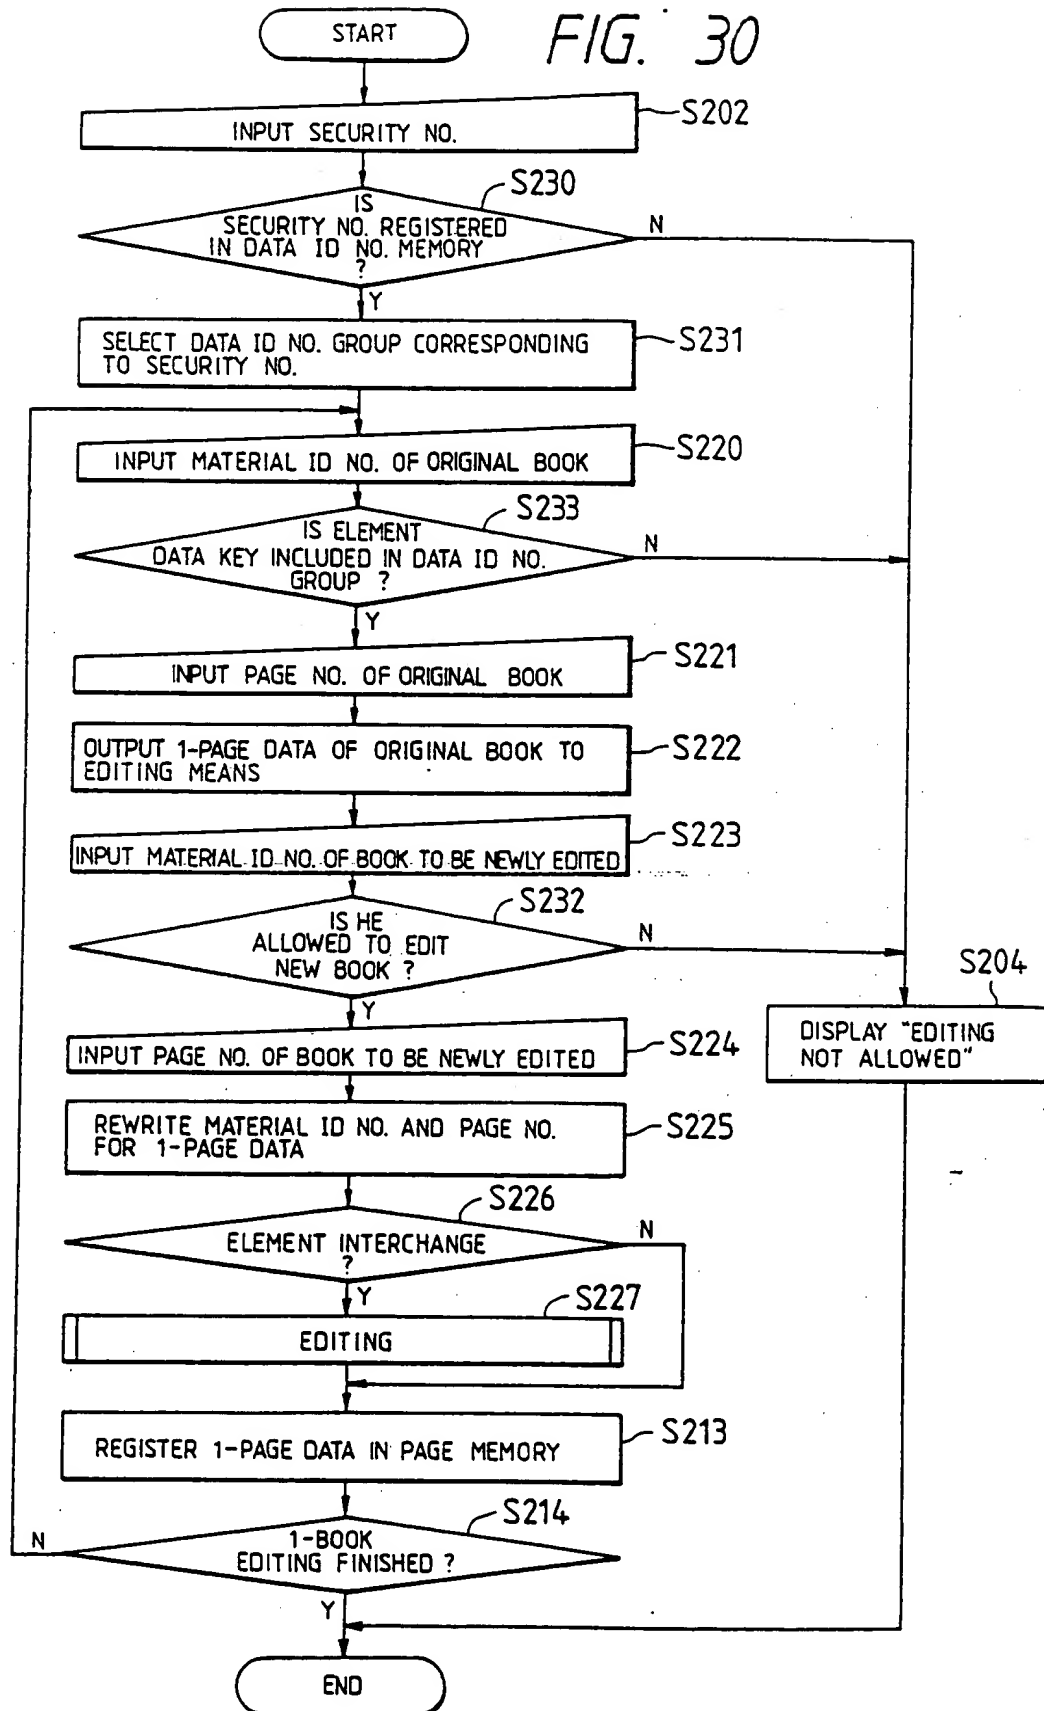 START
FIG. 30
INPUT SECURITY NO.
S202
S230
IS
SECURITY NO. REGISTERED
IN DATA ID NO. MEMORY
?
N
Y
SELECT DATA ID NO. GROUP CORRESPONDING
TO SECURITY NO.
S231
INPUT MATERIAL ID NO. OF ORIGINAL BOOK
S220
S233
IS ELEMENT
DATA KEY INCLUDED IN DATA ID NO.
GROUP ?
N
Y
INPUT PAGE NO. OF ORIGINAL BOOK
S221
OUTPUT 1-PAGE DATA OF ORIGINAL BOOK TO
EDITING MEANS
S222
INPUT MATERIAL ID NO. OF BOOK TO BE NEWLY EDITED
S223
S232
IS HE
ALLOWED TO EDIT
NEW BOOK ?
N
Y
S204
DISPLAY "EDITING
NOT ALLOWED"
INPUT PAGE NO. OF BOOK TO BE NEWLY EDITED
S224
REWRITE MATERIAL ID NO. AND PAGE NO.
FOR 1-PAGE DATA
S225
S226
ELEMENT INTERCHANGE
?
N
Y
S227
EDITING
REGISTER 1-PAGE DATA IN PAGE MEMORY
S213
S214
1-BOOK
EDITING FINISHED ?
N
Y
END